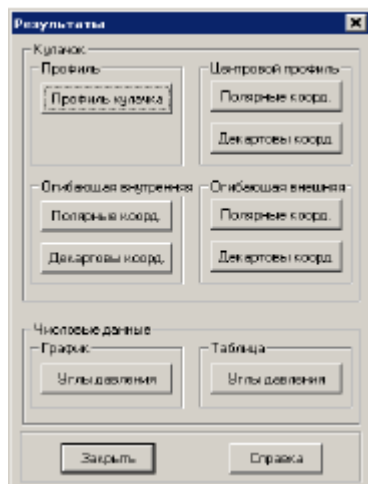 Результаты
Кулачок
Профиль
Профиль кулачка
Центровой профиль
Полярные коорд.
Декартовы коорд.
Огибающая внутренняя
Полярные коорд.
Декартовы коорд.
Огибающая внешняя
Полярные коорд.
Декартовы коорд.
Числовые данные
График
Углы давления
Таблица
Углы давления
Закрыть
Справка